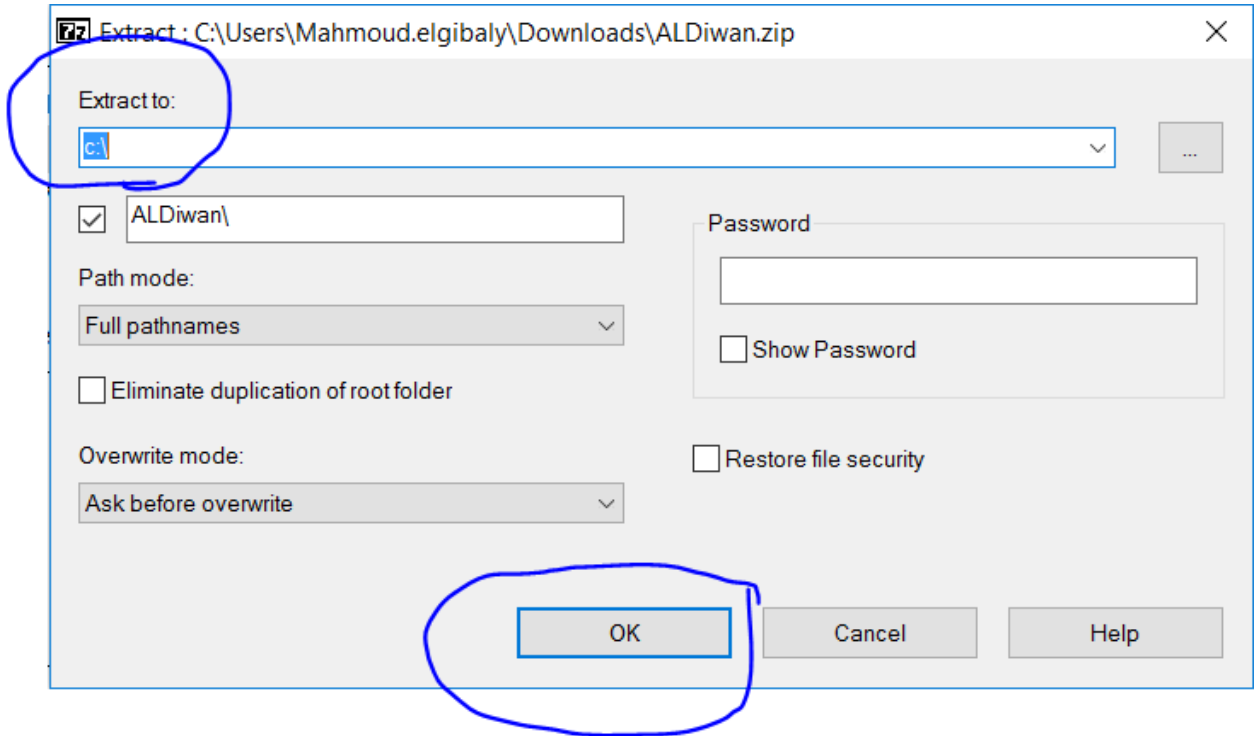 Extract : C:\Users\Mahmoud.elgibaly\Downloads\ALDiwan.zip
Extract to:
c:\
...
ALDiwan\
Password
Path mode:
Full pathnames
Show Password
Eliminate duplication of root folder
Overwrite mode:
Restore file security
Ask before overwrite
OK
Cancel
Help